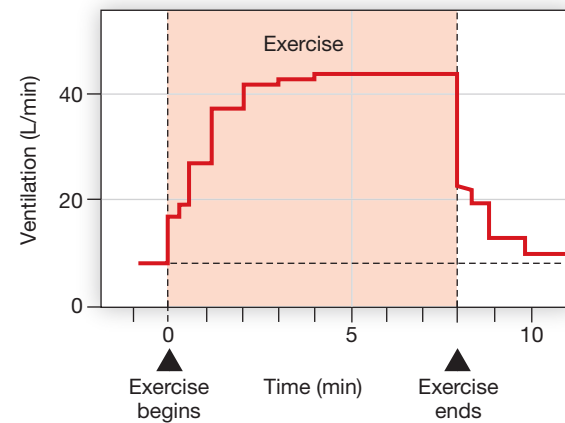 Exercise
Ventilation (L/min)
40
20
0
0
5
10
Exercise
begins
Time (min)
Exercise
ends